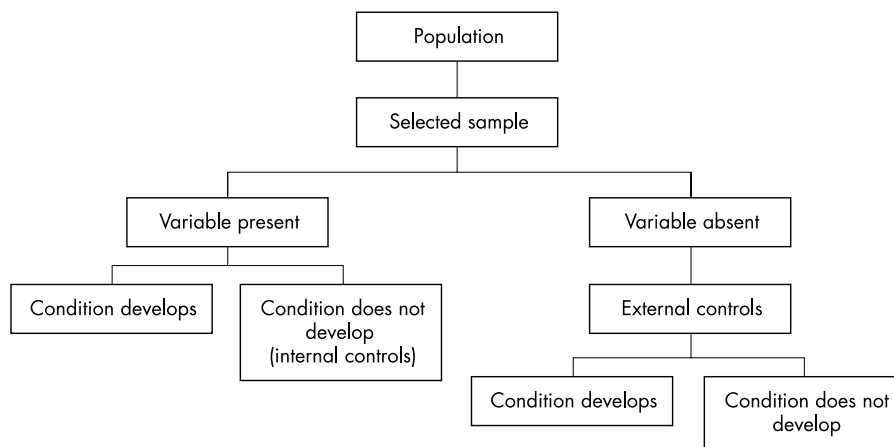 Population
Selected sample
Variable present
Variable absent
Condition develops
Condition does not
develop
(internal controls)
External controls
Condition develops
Condition does not
develop